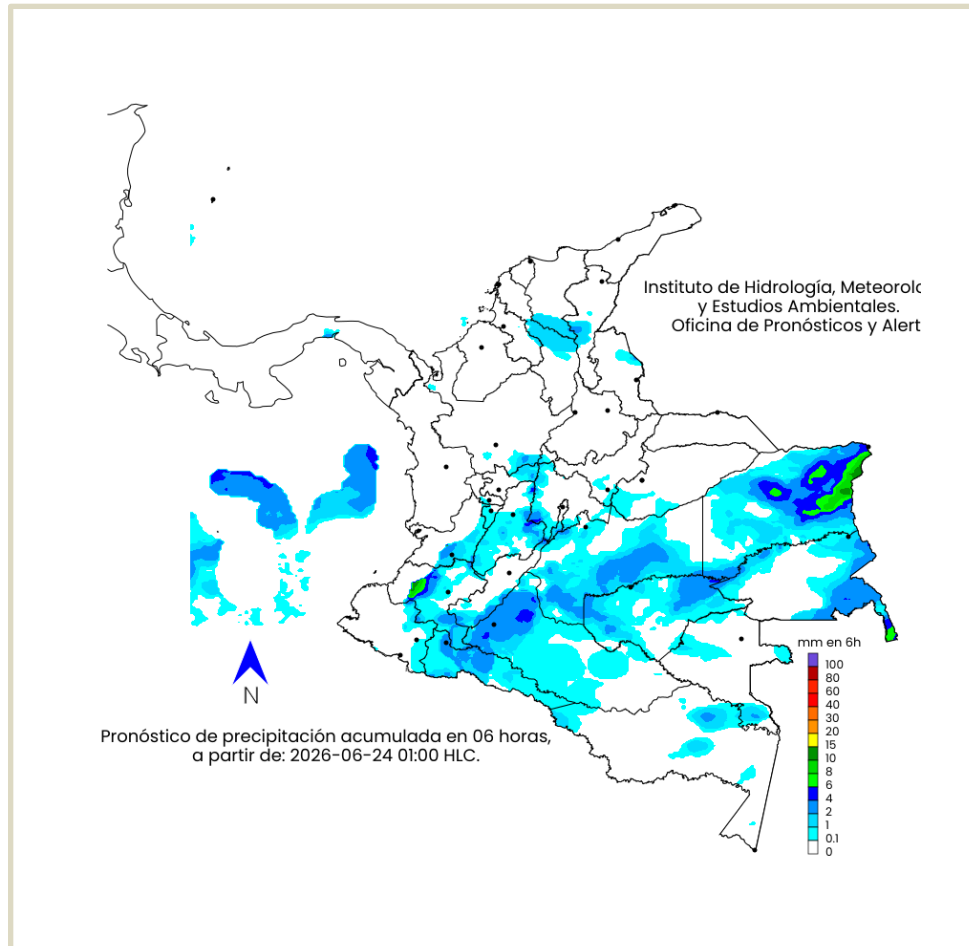 Instituto de Hidrología, Meteorolo
y Estudios Ambientales.
Oficina de Pronósticos y Alert
mm en 6h
100
80
60
40
30
20
15
10
8
6
4
2
1
0.1
0
N
Pronóstico de precipitación acumulada en 06 horas,
a partir de: 2026-06-24 01:00 HLC.